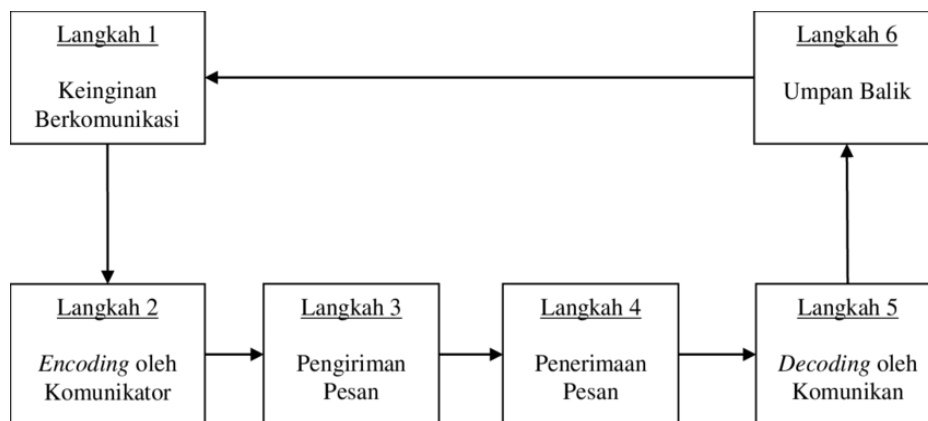 Langkah 1
Keinginan
Berkomunikasi
Langkah 2
Encoding oleh
Komunikator
Langkah 3
Pengiriman
Pesan
Langkah 4
Penerimaan
Pesan
Langkah 5
Decoding oleh
Komunikan
Langkah 6
Umpan Balik